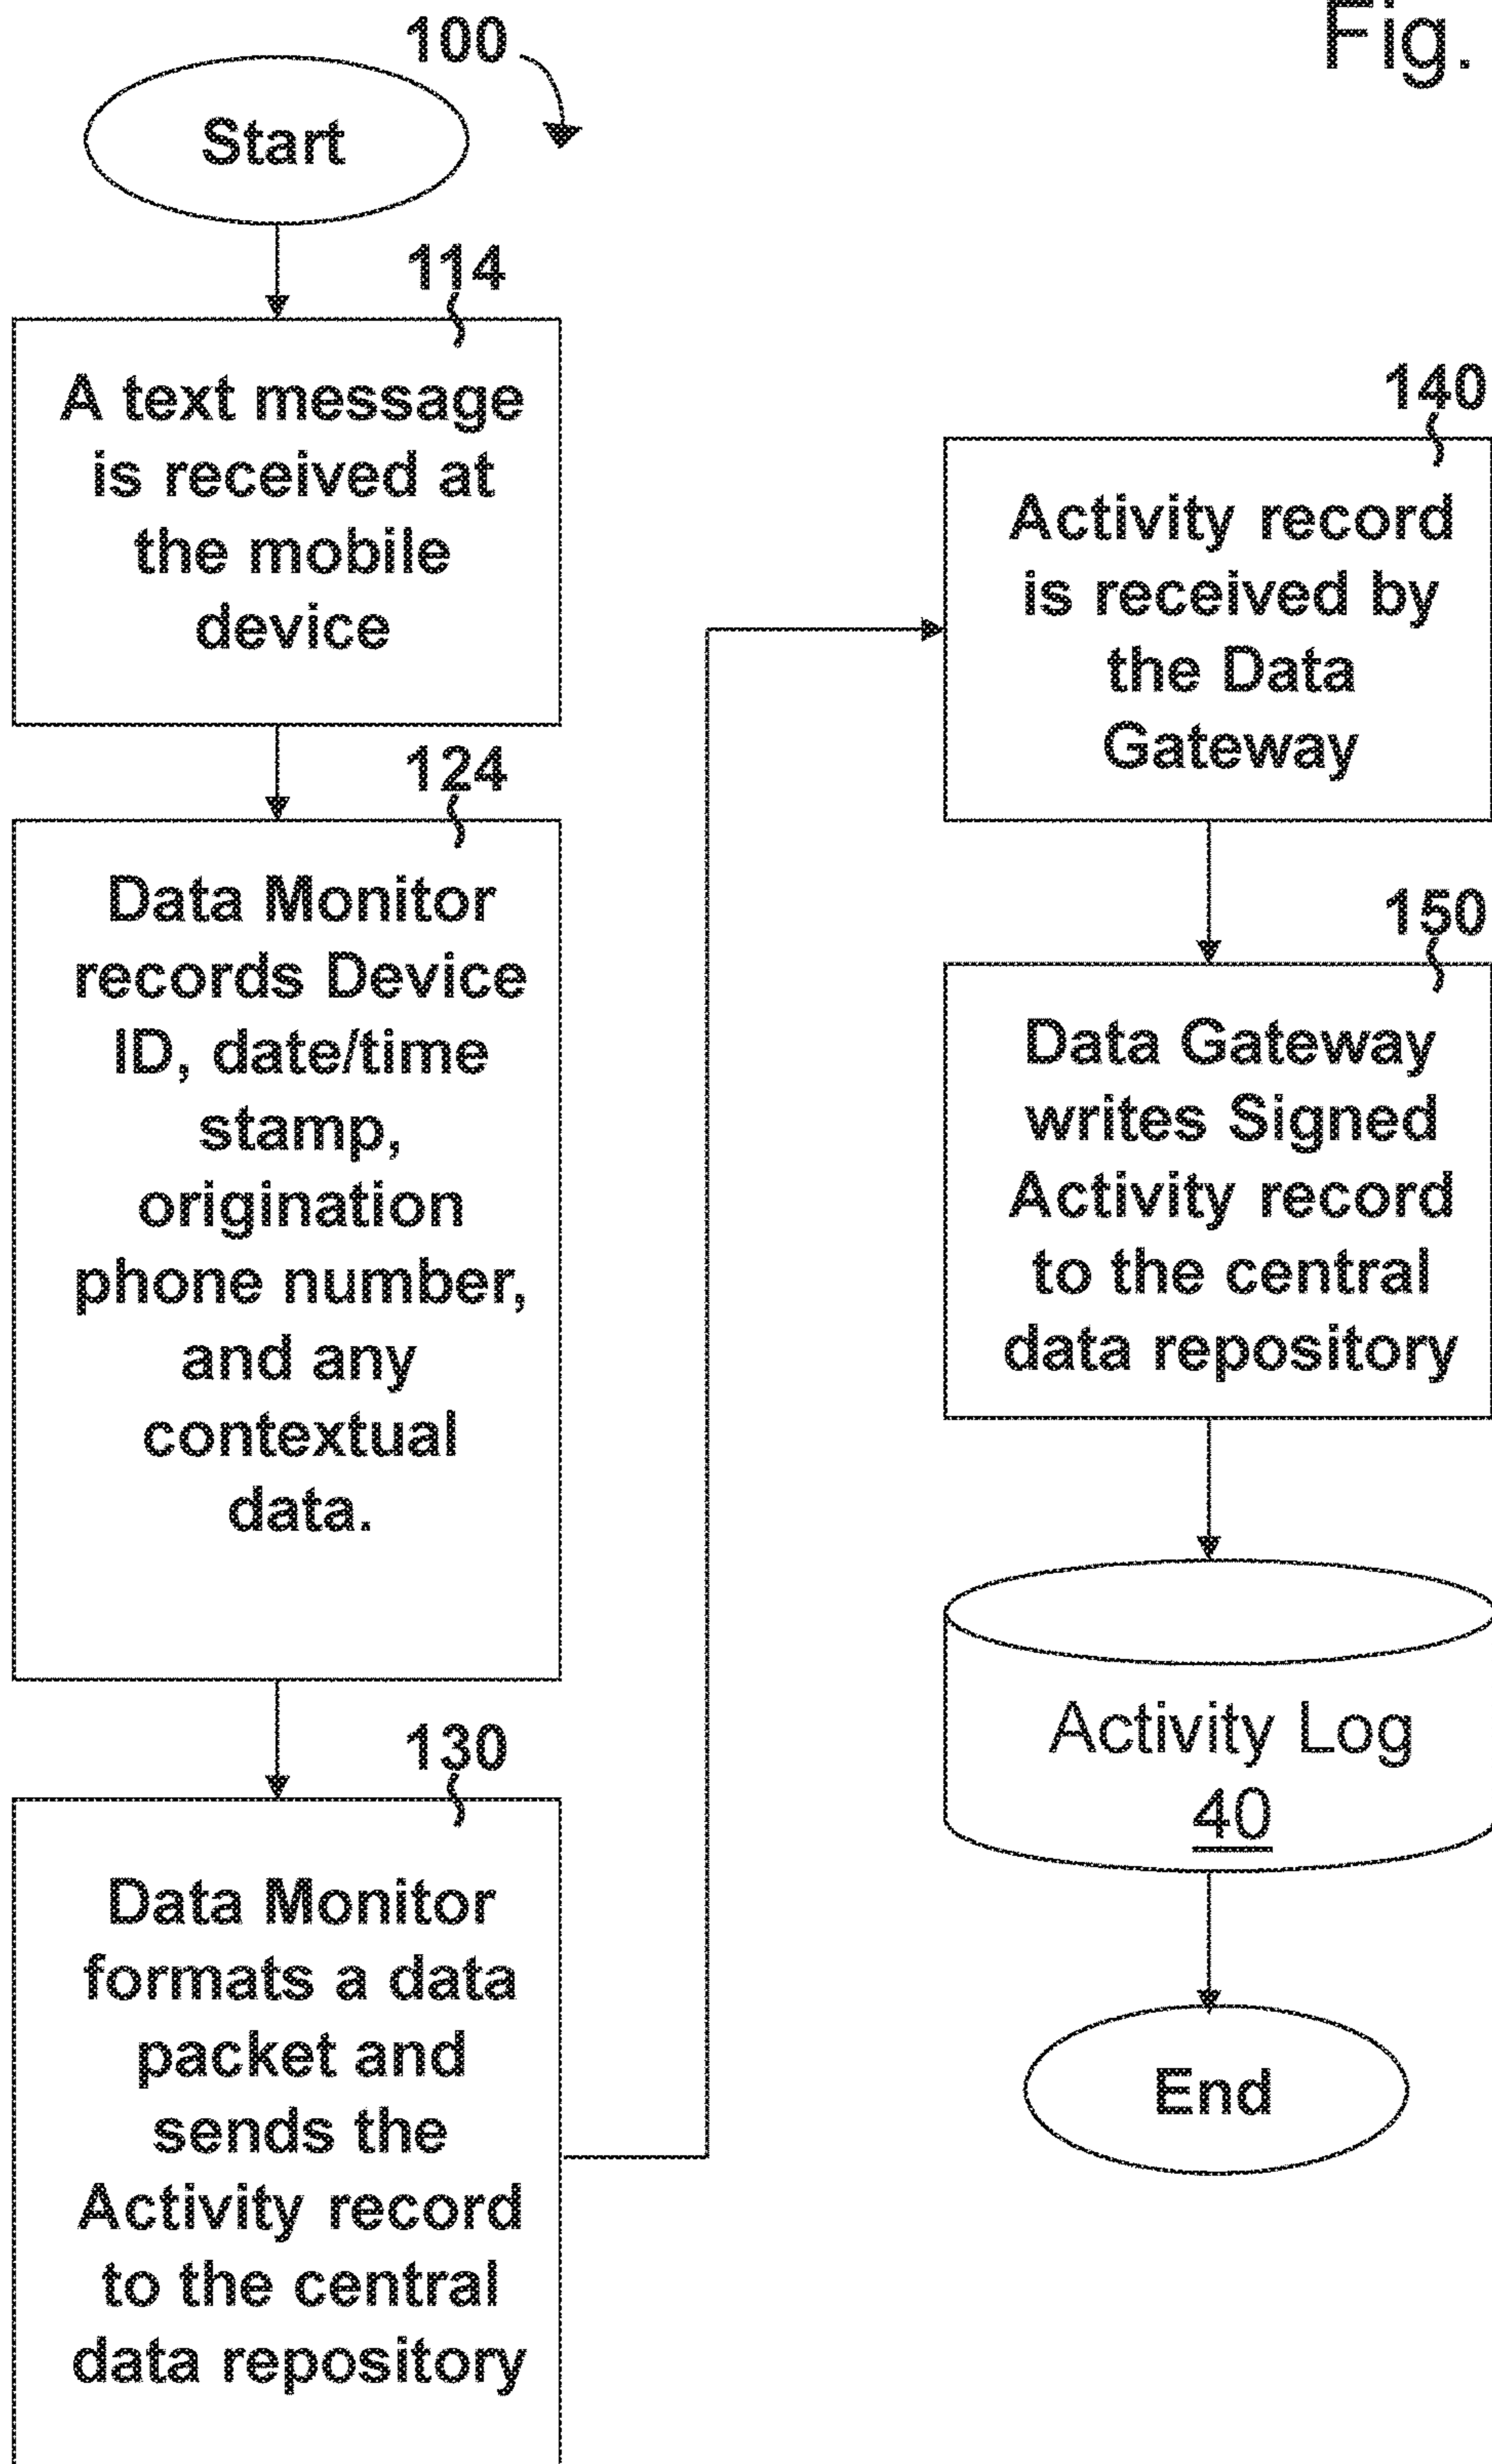 Fig.
100
Start
114
A text message
is received at
the mobile
device
124
Data Monitor
records Device
ID, date/time
stamp,
origination
phone number,
and any
contextual
data.
130
Data Monitor
formats a data
packet and
sends the
Activity record
to the central
data repository
140
Activity record
is received by
the Data
Gateway
150
Data Gateway
writes Signed
Activity record
to the central
data repository
Activity Log
40
End